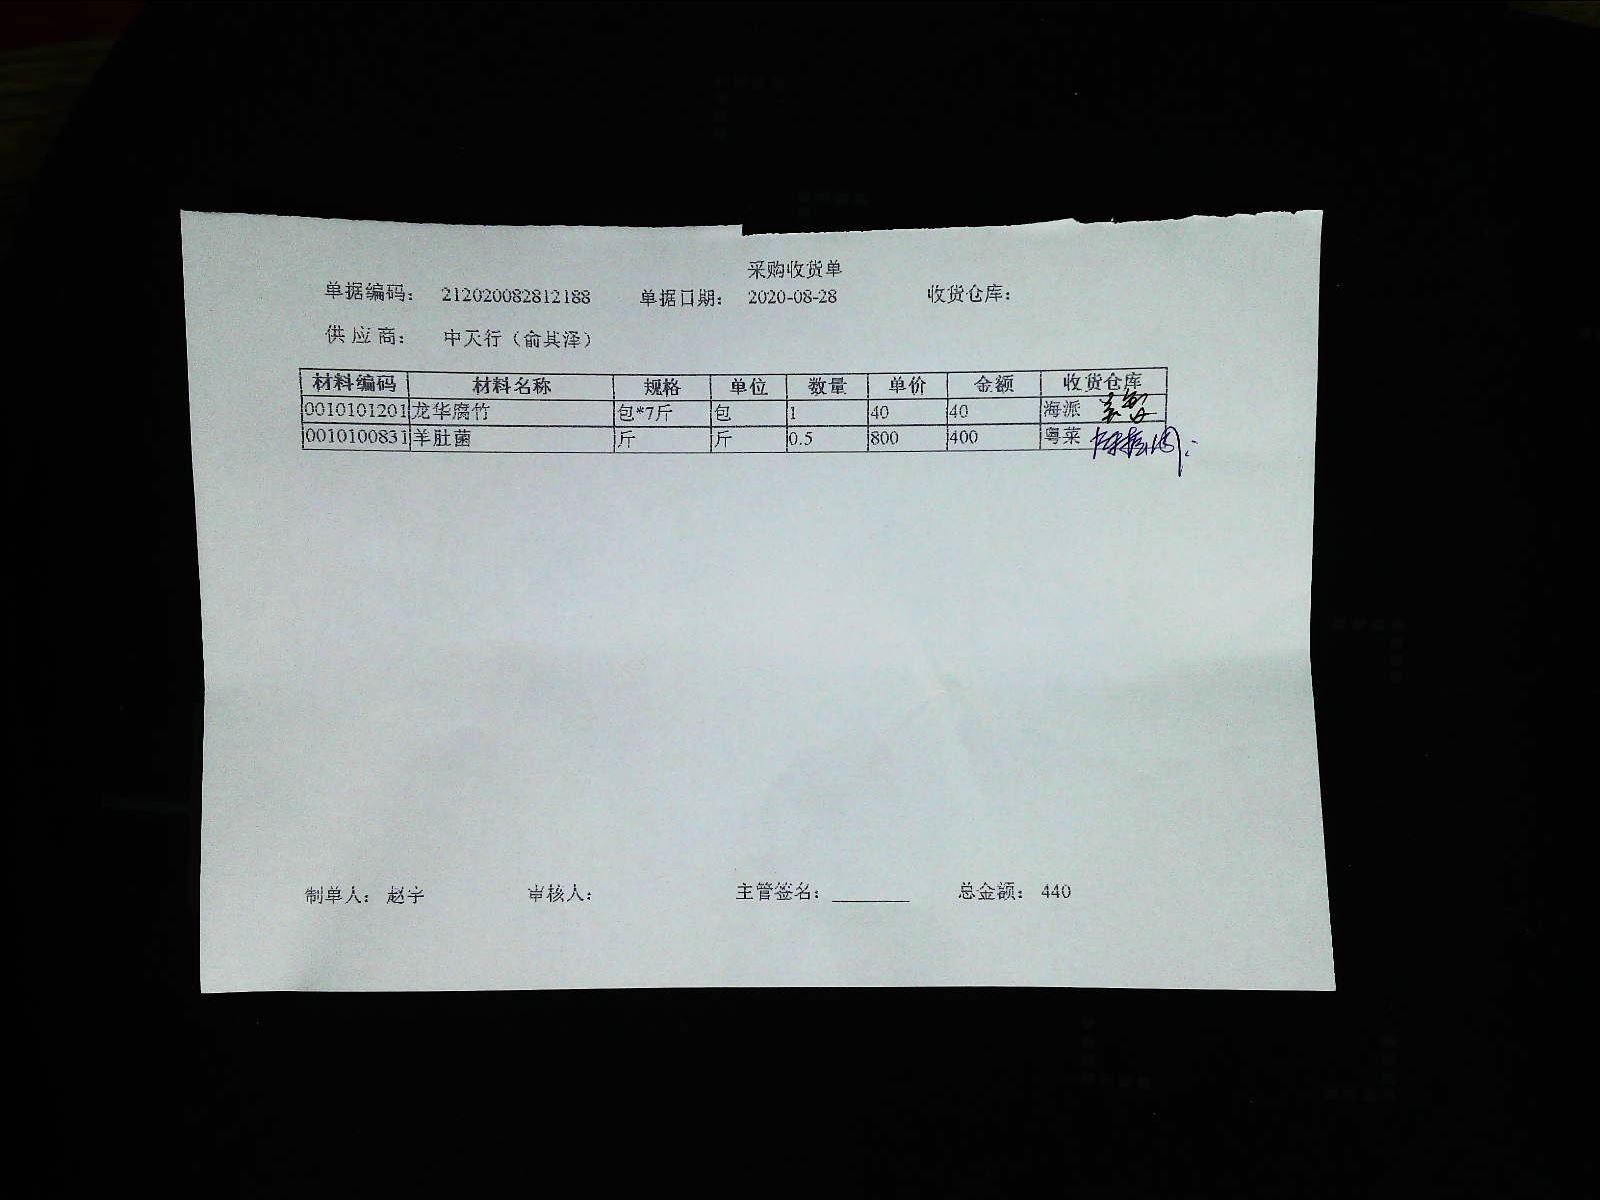 采购收货单
单据编码： 212020082812188 单据日期： 2020-08-28 收货仓库：
供 应 商： 中天行（俞其泽）
材料编码 材料名称 规格 单位 数量 单价 金额 收货仓库
0010101201 龙华腐竹 包*7斤 包 1 40 40 海派
0010100831 羊肚菌 斤 斤 0.5 800 400 粤菜
制单人： 赵宇 审核人： 主管签名：________ 总金额： 440